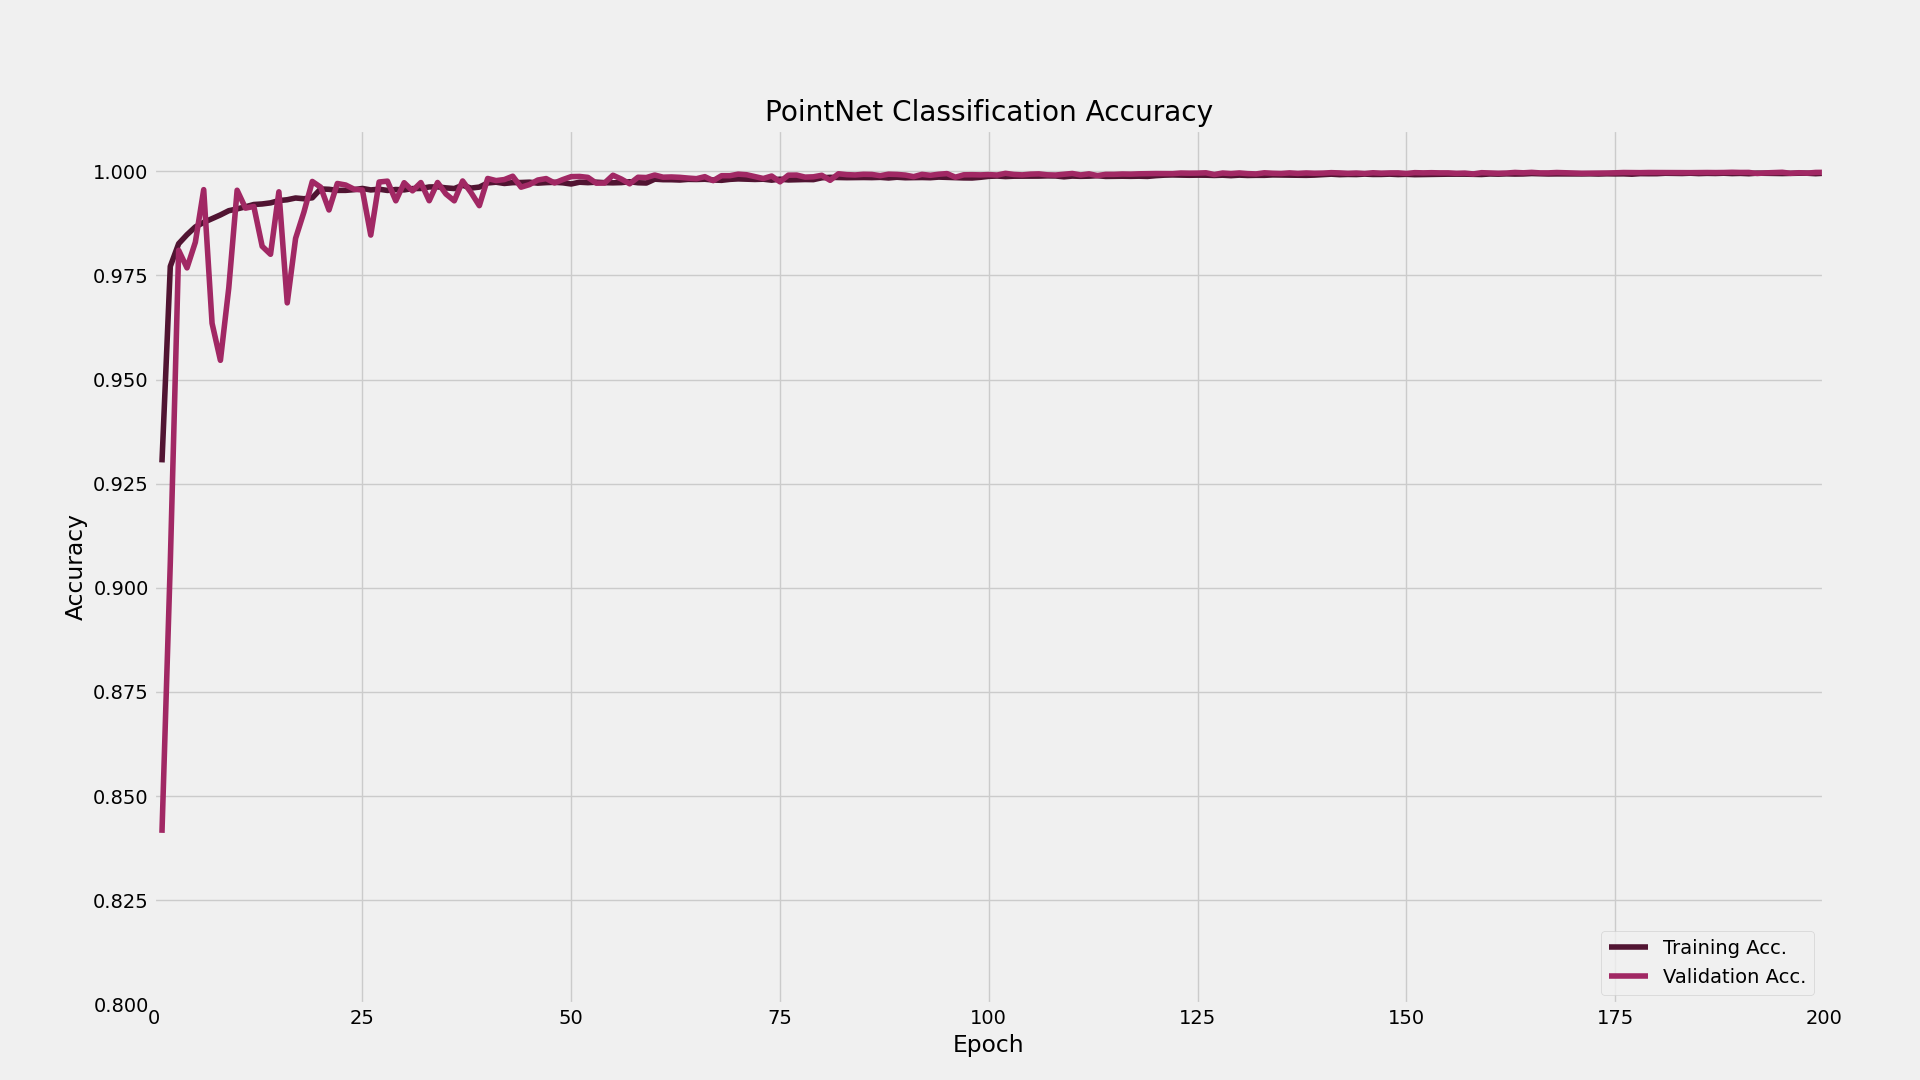 PointNet Classification Accuracy
1.000
0.975
0.950
0.925
0.900
0.875
0.850
0.825
0.800
Accuracy
0 25 50 75 100 125 150 175 200
Epoch
Training Acc.
Validation Acc.